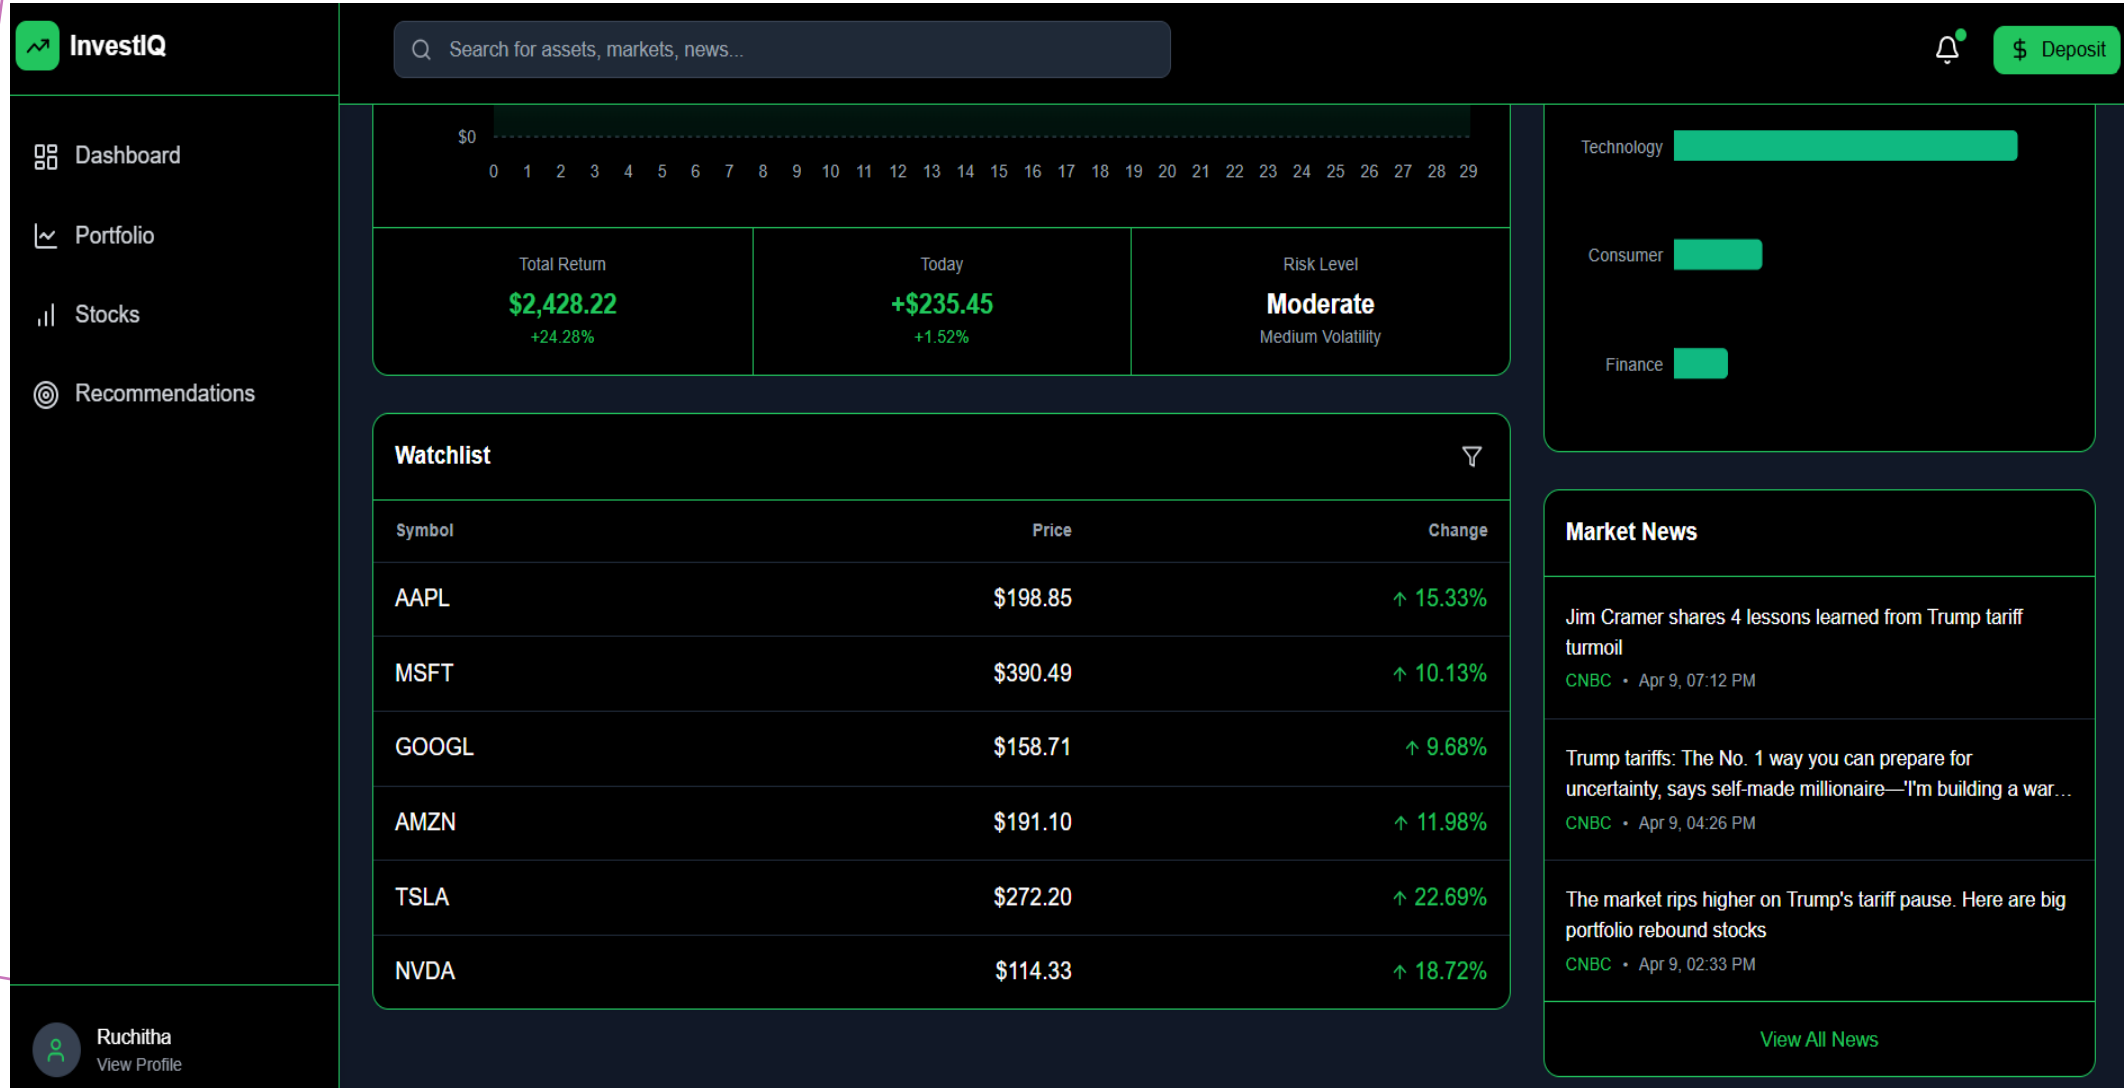 InvestIQ
Search for assets, markets, news...
$ Deposit
Dashboard
Portfolio
Stocks
Recommendations
$0
0 1 2 3 4 5 6 7 8 9 10 11 12 13 14 15 16 17 18 19 20 21 22 23 24 25 26 27 28 29
Total Return
$2,428.22
+24.28%
Today
+$235.45
+1.52%
Risk Level
Moderate
Medium Volatility
Watchlist
Symbol Price Change
AAPL $198.85 ↑ 15.33%
MSFT $390.49 ↑ 10.13%
GOOGL $158.71 ↑ 9.68%
AMZN $191.10 ↑ 11.98%
TSLA $272.20 ↑ 22.69%
NVDA $114.33 ↑ 18.72%
Technology
Consumer
Finance
Market News
Jim Cramer shares 4 lessons learned from Trump tariff
turmoil
CNBC • Apr 9, 07:12 PM
Trump tariffs: The No. 1 way you can prepare for
uncertainty, says self-made millionaire—'I'm building a war…
CNBC • Apr 9, 04:26 PM
The market rips higher on Trump's tariff pause. Here are big
portfolio rebound stocks
CNBC • Apr 9, 02:33 PM
View All News
Ruchitha
View Profile